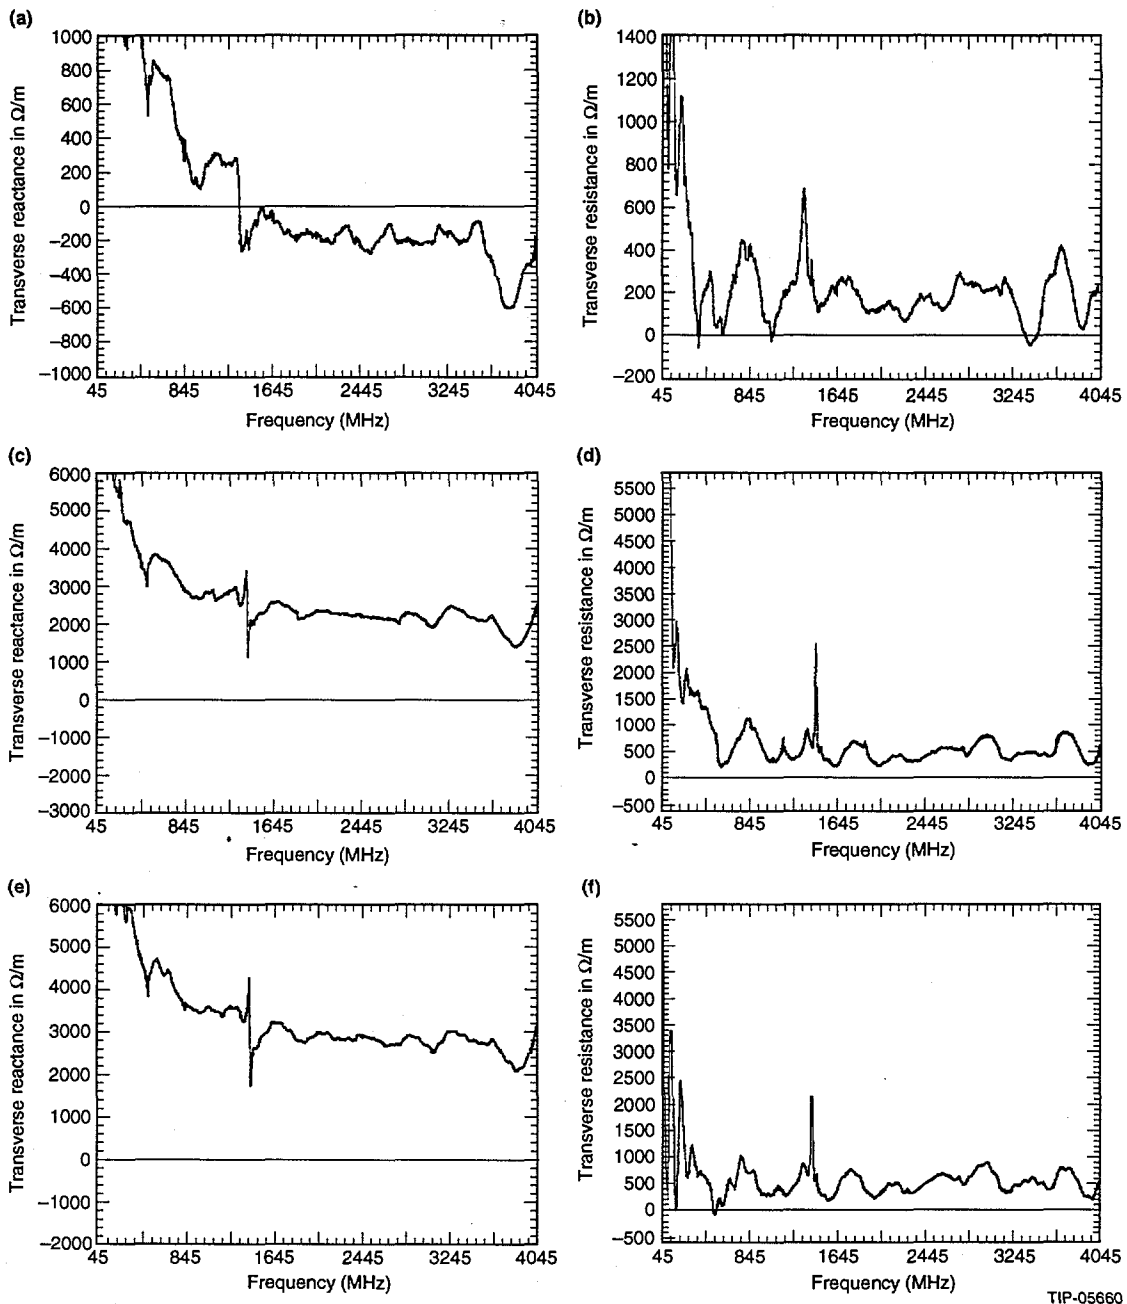 (a)
Transverse reactance in Ω/m
1000
800
600
400
200
0
−200
−400
−600
−800
−1000
45 845 1645 2445 3245 4045
Frequency (MHz)
(b)
Transverse resistance in Ω/m
1400
1200
1000
800
600
400
200
0
−200
45 845 1645 2445 3245 4045
Frequency (MHz)
(c)
Transverse reactance in Ω/m
6000
5000
4000
3000
2000
1000
0
−1000
−2000
−3000
45 845 1645 2445 3245 4045
Frequency (MHz)
(d)
Transverse resistance in Ω/m
5500
5000
4500
4000
3500
3000
2500
2000
1500
1000
500
0
−500
45 845 1645 2445 3245 4045
Frequency (MHz)
(e)
Transverse reactance in Ω/m
6000
5000
4000
3000
2000
1000
0
−1000
−2000
45 845 1645 2445 3245 4045
Frequency (MHz)
(f)
Transverse resistance in Ω/m
5500
5000
4500
4000
3500
3000
2500
2000
1500
1000
500
0
−500
45 845 1645 2445 3245 4045
Frequency (MHz)
TIP-05660